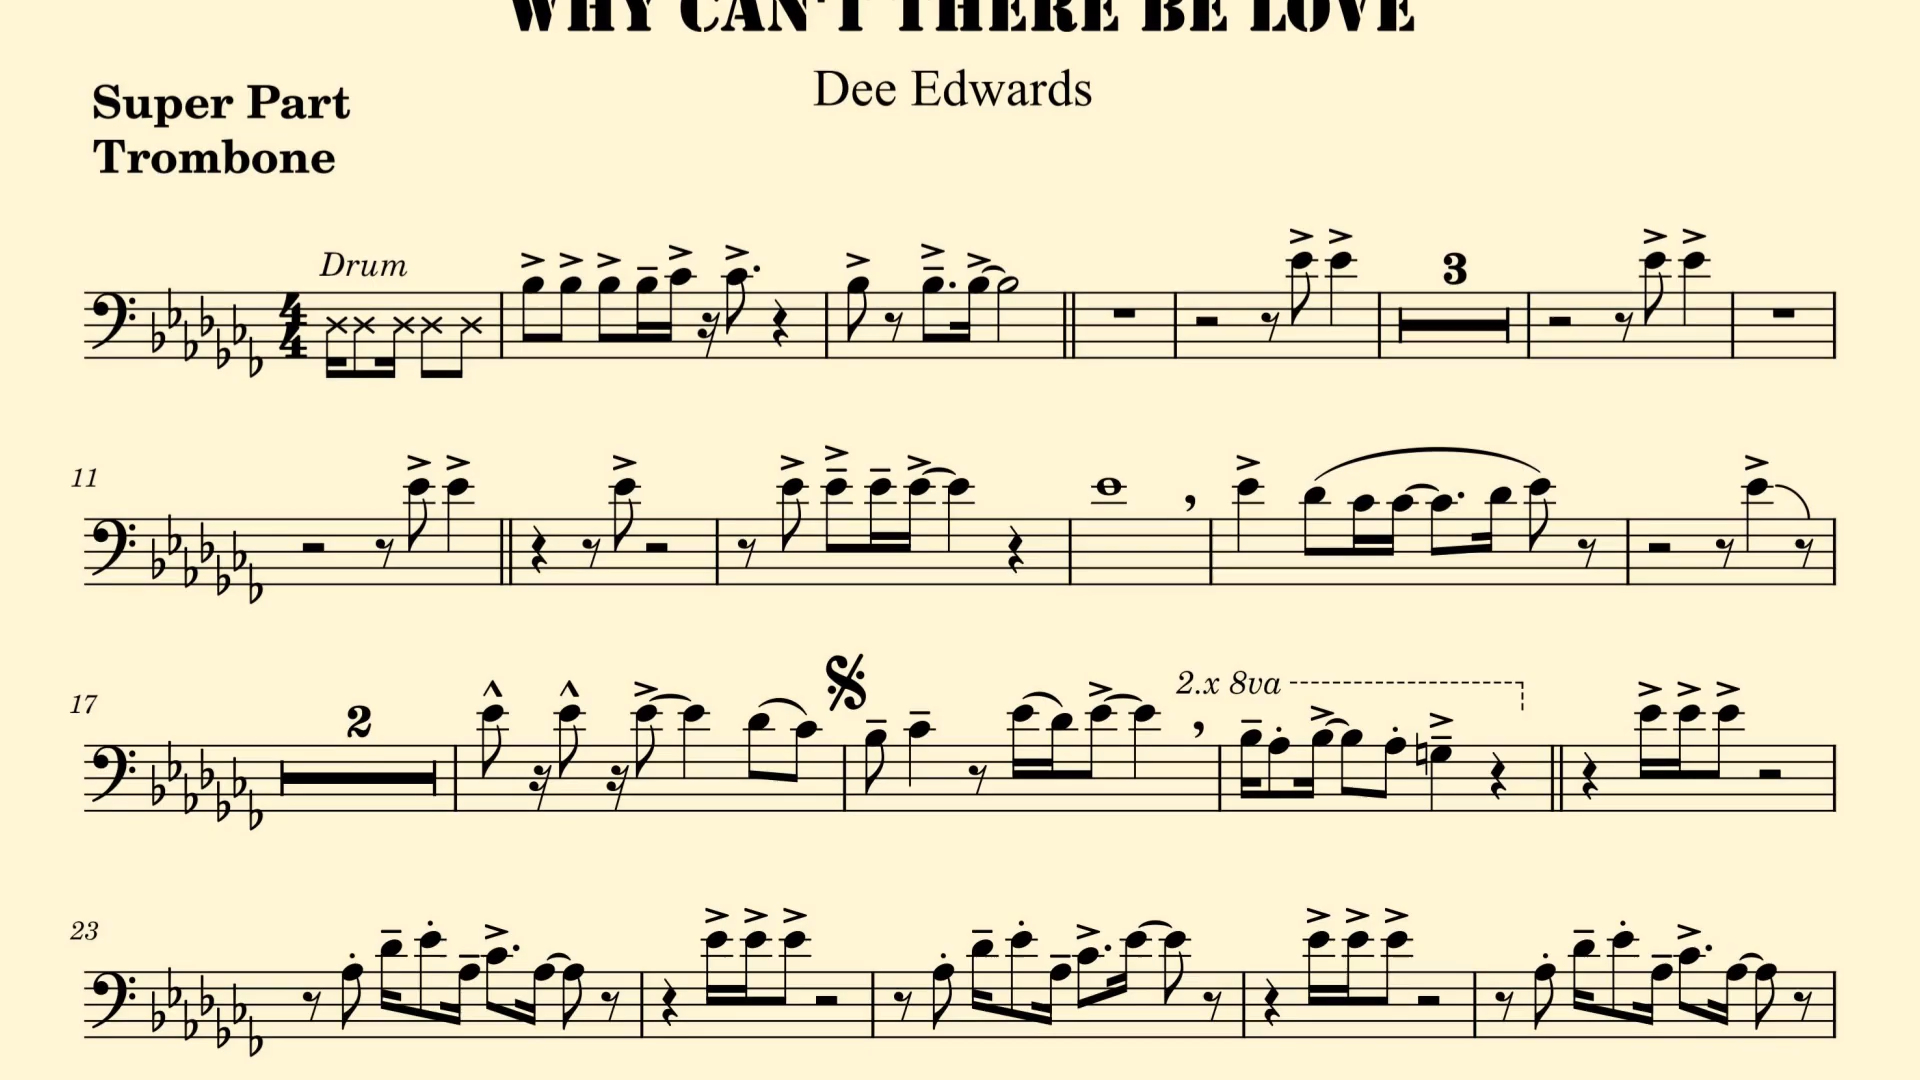 WHY CAN'T THERE BE LOVE
Dee Edwards
Super Part
Trombone
Drum
3
11
17
2
2.x 8va
23